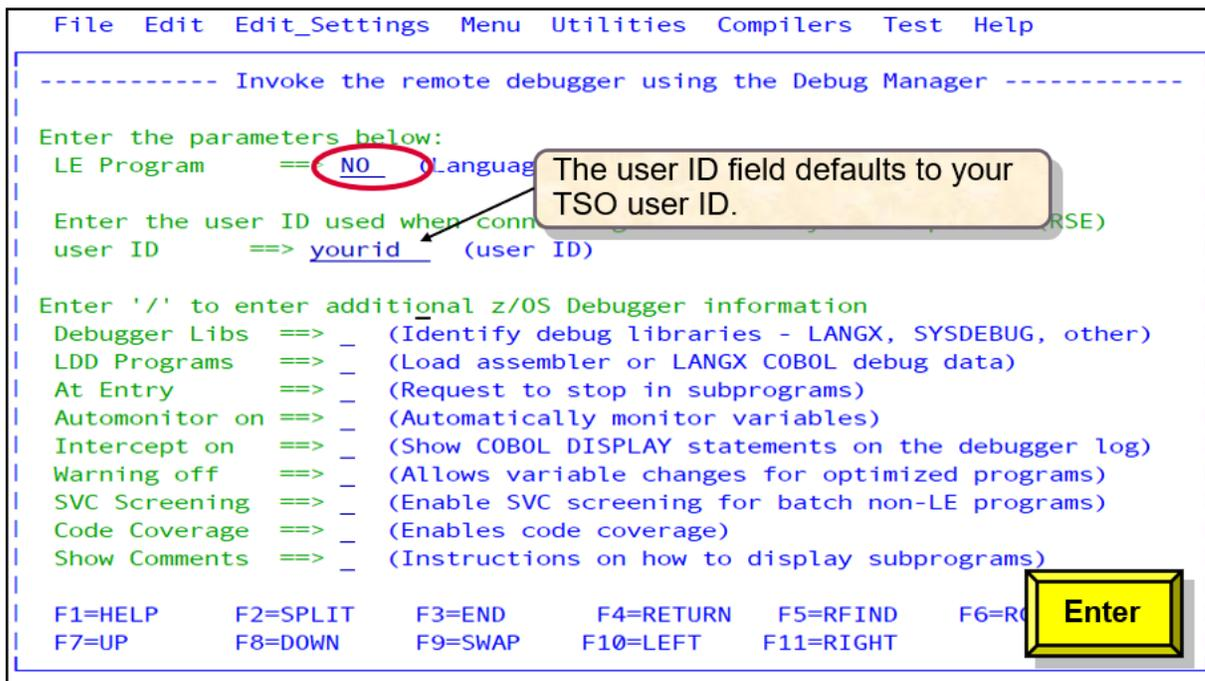 File Edit Edit_Settings Menu Utilities Compilers Test Help
------------ Invoke the remote debugger using the Debug Manager ------------
Enter the parameters below:
LE Program ==> NO (Languag
The user ID field defaults to your
TSO user ID.
Enter the user ID used when conn RSE)
user ID ==> yourid (user ID)
Enter '/' to enter additional z/OS Debugger information
Debugger Libs ==> _ (Identify debug libraries - LANGX, SYSDEBUG, other)
LDD Programs ==> _ (Load assembler or LANGX COBOL debug data)
At Entry ==> _ (Request to stop in subprograms)
Automonitor on ==> _ (Automatically monitor variables)
Intercept on ==> _ (Show COBOL DISPLAY statements on the debugger log)
Warning off ==> _ (Allows variable changes for optimized programs)
SVC Screening ==> _ (Enable SVC screening for batch non-LE programs)
Code Coverage ==> _ (Enables code coverage)
Show Comments ==> _ (Instructions on how to display subprograms)
F1=HELP F2=SPLIT F3=END F4=RETURN F5=RFIND F6=R
F7=UP F8=DOWN F9=SWAP F10=LEFT F11=RIGHT
Enter